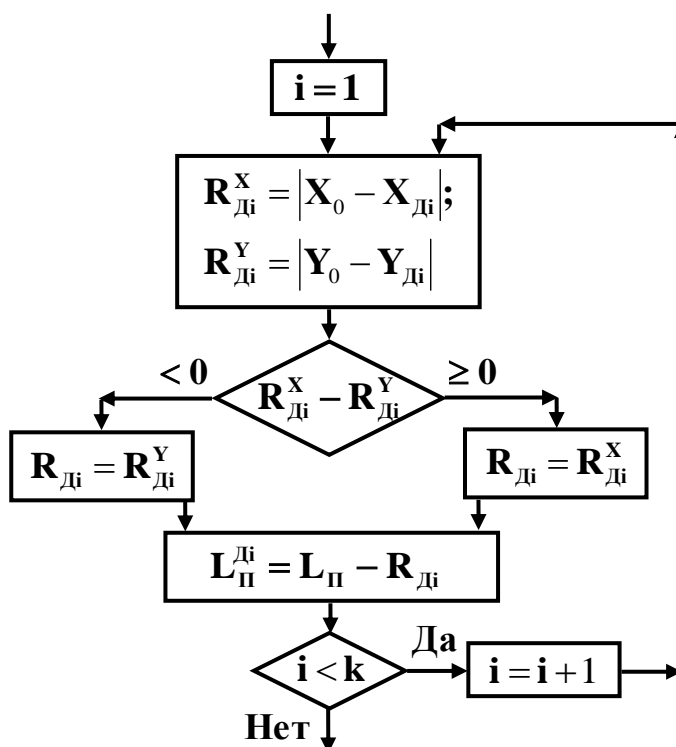 i = 1
R^X_Дi = |X_0 − X_Дi|;
R^Y_Дi = |Y_0 − Y_Дi|
< 0
R^X_Дi − R^Y_Дi
≥ 0
R_Дi = R^Y_Дi
R_Дi = R^X_Дi
L^Дi_П = L_П − R_Дi
i < k
Да
i = i + 1
Нет